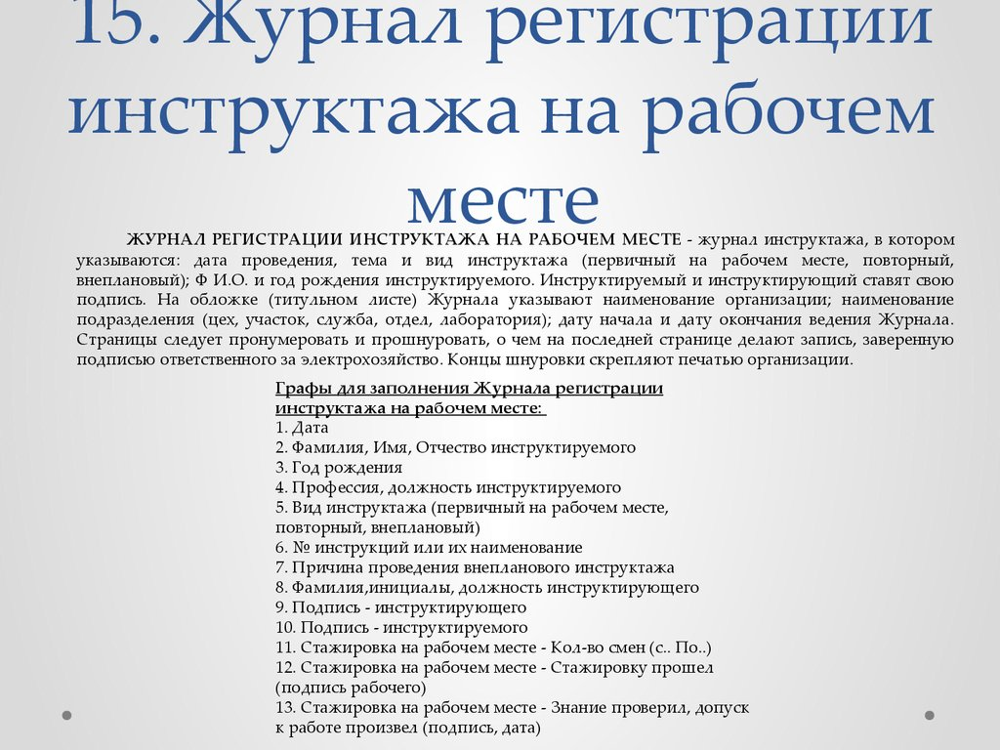 15. Журнал регистрации
инструктажа на рабочем
месте
ЖУРНАЛ РЕГИСТРАЦИИ ИНСТРУКТАЖА НА РАБОЧЕМ МЕСТЕ - журнал инструктажа, в котором
указываются: дата проведения, тема и вид инструктажа (первичный на рабочем месте, повторный,
внеплановый); Ф И.О. и год рождения инструктируемого. Инструктируемый и инструктирующий ставят свою
подпись. На обложке (титульном листе) Журнала указывают наименование организации; наименование
подразделения (цех, участок, служба, отдел, лаборатория); дату начала и дату окончания ведения Журнала.
Страницы следует пронумеровать и прошнуровать, о чем на последней странице делают запись, заверенную
подписью ответственного за электрохозяйство. Концы шнуровки скрепляют печатью организации.
Графы для заполнения Журнала регистрации
инструктажа на рабочем месте:
1. Дата
2. Фамилия, Имя, Отчество инструктируемого
3. Год рождения
4. Профессия, должность инструктируемого
5. Вид инструктажа (первичный на рабочем месте,
повторный, внеплановый)
6. № инструкций или их наименование
7. Причина проведения внепланового инструктажа
8. Фамилия,инициалы, должность инструктирующего
9. Подпись - инструктирующего
10. Подпись - инструктируемого
11. Стажировка на рабочем месте - Кол-во смен (с.. По..)
12. Стажировка на рабочем месте - Стажировку прошел
(подпись рабочего)
13. Стажировка на рабочем месте - Знание проверил, допуск
к работе произвел (подпись, дата)